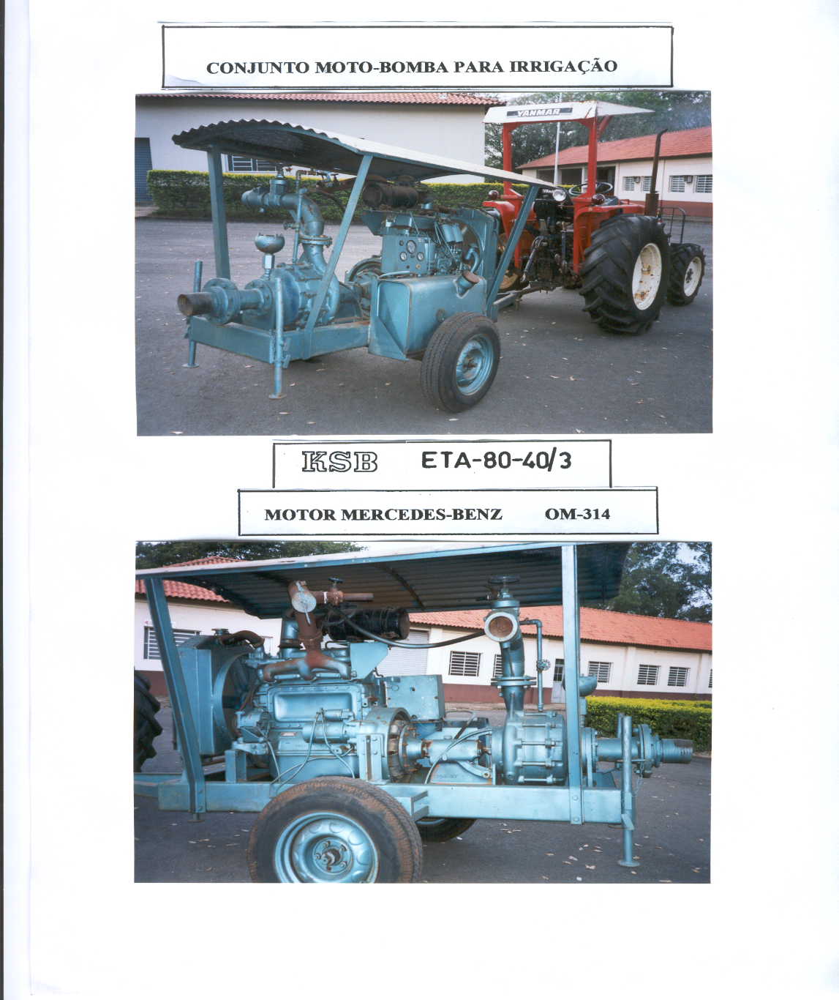 CONJUNTO MOTO-BOMBA PARA IRRIGAÇÃO
YANMAR
KSB ETA-80-40/3
MOTOR MERCEDES-BENZ OM-314